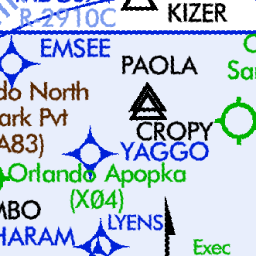 R-2910C
KIZER
EMSEE
PAOLA
do North
ark Pvt
A83)
CROPY
YAGGO
Orlando Apopka
(X04)
MBO
HARAM
LYENS
Exec